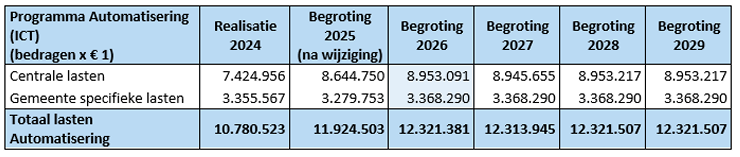 Programma Automatisering (ICT) (bedragen x € 1) Realisatie 2024 Begroting 2025 (na wijziging) Begroting 2026 Begroting 2027 Begroting 2028 Begroting 2029
Centrale lasten 7.424.956 8.644.750 8.953.091 8.945.655 8.953.217 8.953.217
Gemeente specifieke lasten 3.355.567 3.279.753 3.368.290 3.368.290 3.368.290 3.368.290
Totaal lasten Automatisering 10.780.523 11.924.503 12.321.381 12.313.945 12.321.507 12.321.507